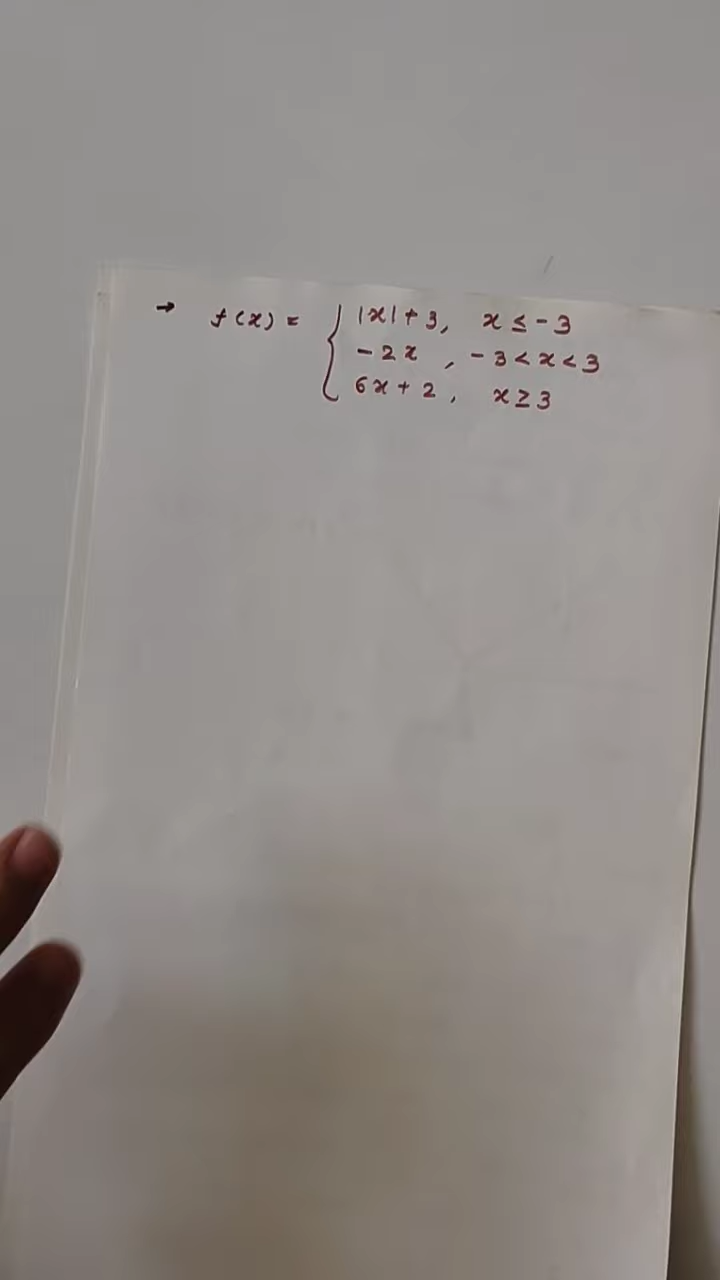 → f(x) = { |x| + 3, x ≤ -3
-2x , -3 < x < 3
6x + 2, x ≥ 3